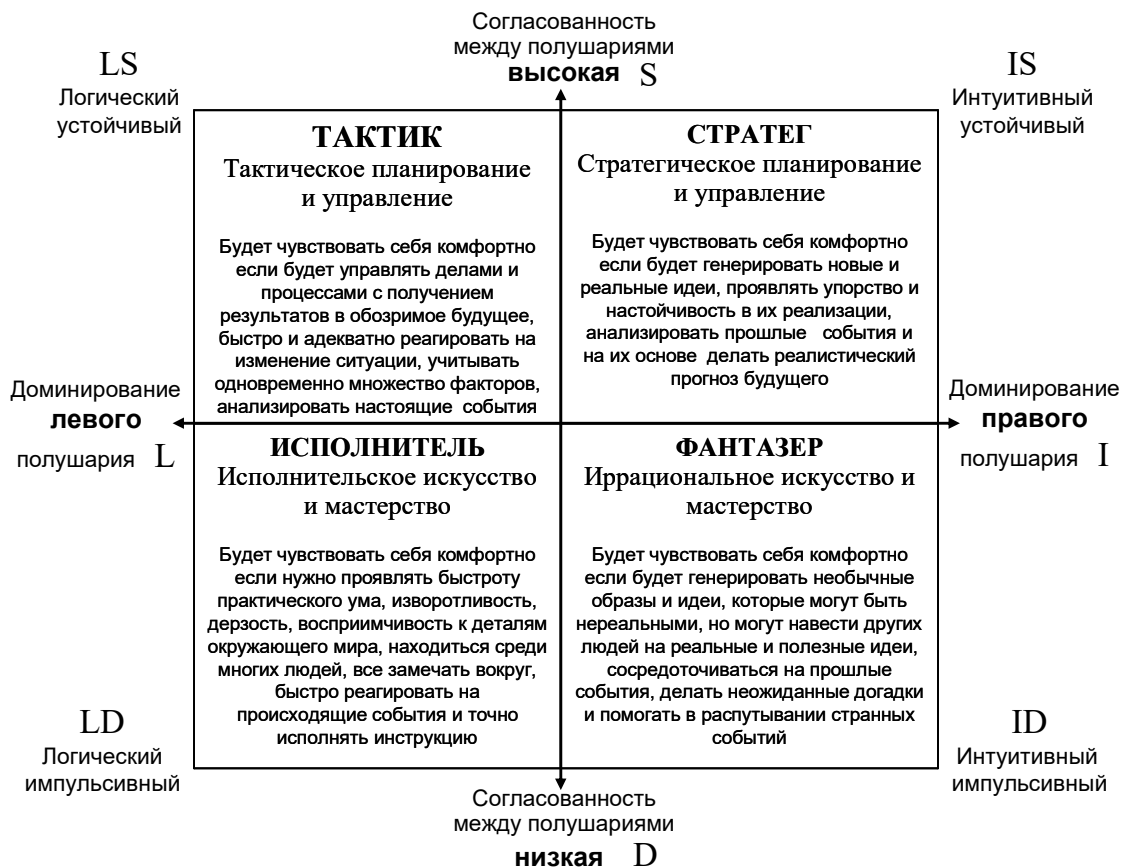 Согласованность
между полушариями
высокая S
LS
Логический
устойчивый
IS
Интуитивный
устойчивый
ТАКТИК
Тактическое планирование
и управление
Будет чувствовать себя комфортно
если будет управлять делами и
процессами с получением
результатов в обозримое будущее,
быстро и адекватно реагировать на
изменение ситуации, учитывать
одновременно множество факторов,
анализировать настоящие события
СТРАТЕГ
Стратегическое планирование
и управление
Будет чувствовать себя комфортно
если будет генерировать новые и
реальные идеи, проявлять упорство и
настойчивость в их реализации,
анализировать прошлые события и
на их основе делать реалистический
прогноз будущего
Доминирование
левого
полушария L
Доминирование
правого
полушария I
ИСПОЛНИТЕЛЬ
Исполнительское искусство
и мастерство
Будет чувствовать себя комфортно
если нужно проявлять быстроту
практического ума, изворотливость,
дерзость, восприимчивость к деталям
окружающего мира, находиться среди
многих людей, все замечать вокруг,
быстро реагировать на
происходящие события и точно
исполнять инструкцию
ФАНТАЗЕР
Иррациональное искусство и
мастерство
Будет чувствовать себя комфортно
если будет генерировать необычные
образы и идеи, которые могут быть
нереальными, но могут навести других
людей на реальные и полезные идеи,
сосредоточиваться на прошлые
события, делать неожиданные догадки
и помогать в распутывании странных
событий
LD
Логический
импульсивный
ID
Интуитивный
импульсивный
Согласованность
между полушариями
низкая D